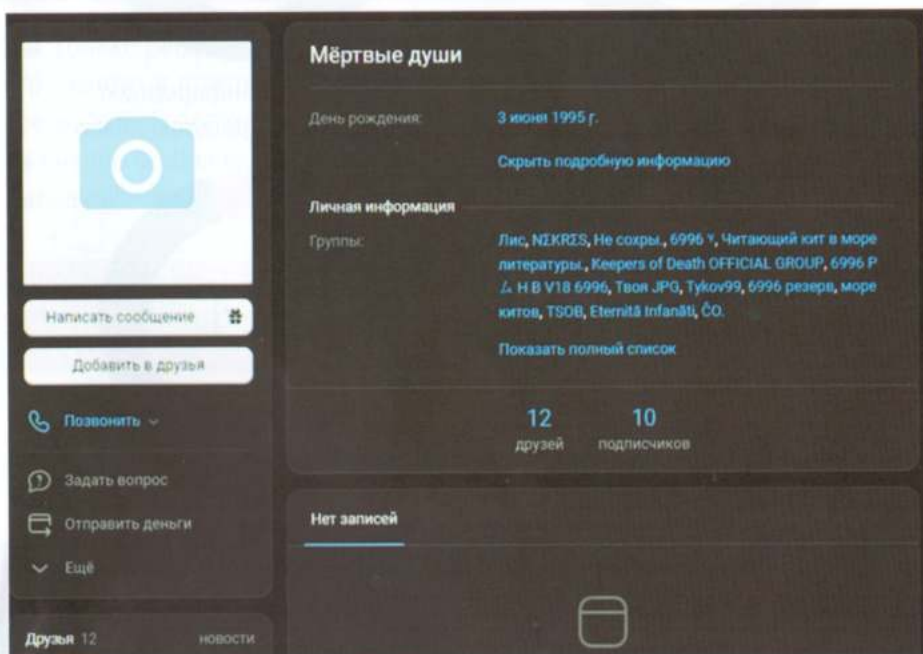 Мёртвые души
День рождения: 3 июня 1995 г.
Скрыть подробную информацию
Личная информация
Группы: Лис, NΣKRΣS, Не сохры., 6996 ʏ, Читающий кит в море
литературы., Keepers of Death OFFICIAL GROUP, 6996 Р
Н В V18 6996, Твоя JPG, Tykov99, 6996 резерв, море
китов, TSOB, Eternitã Infanãti, ČO.
Показать полный список
12 10
друзей подписчиков
Нет записей
Написать сообщение
Добавить в друзья
Позвонить
Задать вопрос
Отправить деньги
Ещё
Друзья 12 новости